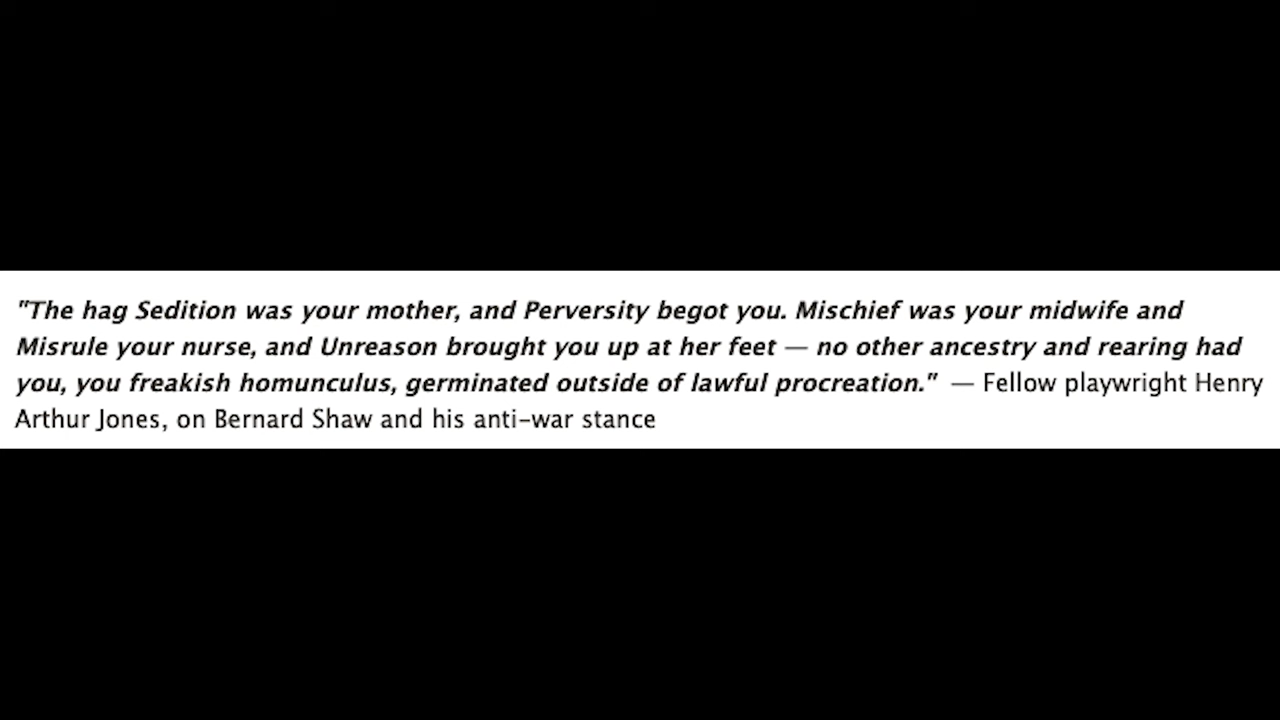 "The hag Sedition was your mother, and Perversity begot you. Mischief was your midwife and
Misrule your nurse, and Unreason brought you up at her feet — no other ancestry and rearing had
you, you freakish homunculus, germinated outside of lawful procreation."  — Fellow playwright Henry
Arthur Jones, on Bernard Shaw and his anti-war stance